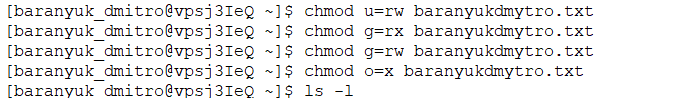 [baranyuk_dmitro@vpsj3IeQ ~]$ chmod u=rw baranyukdmytro.txt
[baranyuk_dmitro@vpsj3IeQ ~]$ chmod g=rx baranyukdmytro.txt
[baranyuk_dmitro@vpsj3IeQ ~]$ chmod g=rw baranyukdmytro.txt
[baranyuk_dmitro@vpsj3IeQ ~]$ chmod o=x baranyukdmytro.txt
[baranyuk_dmitro@vpsj3IeQ ~]$ ls -l